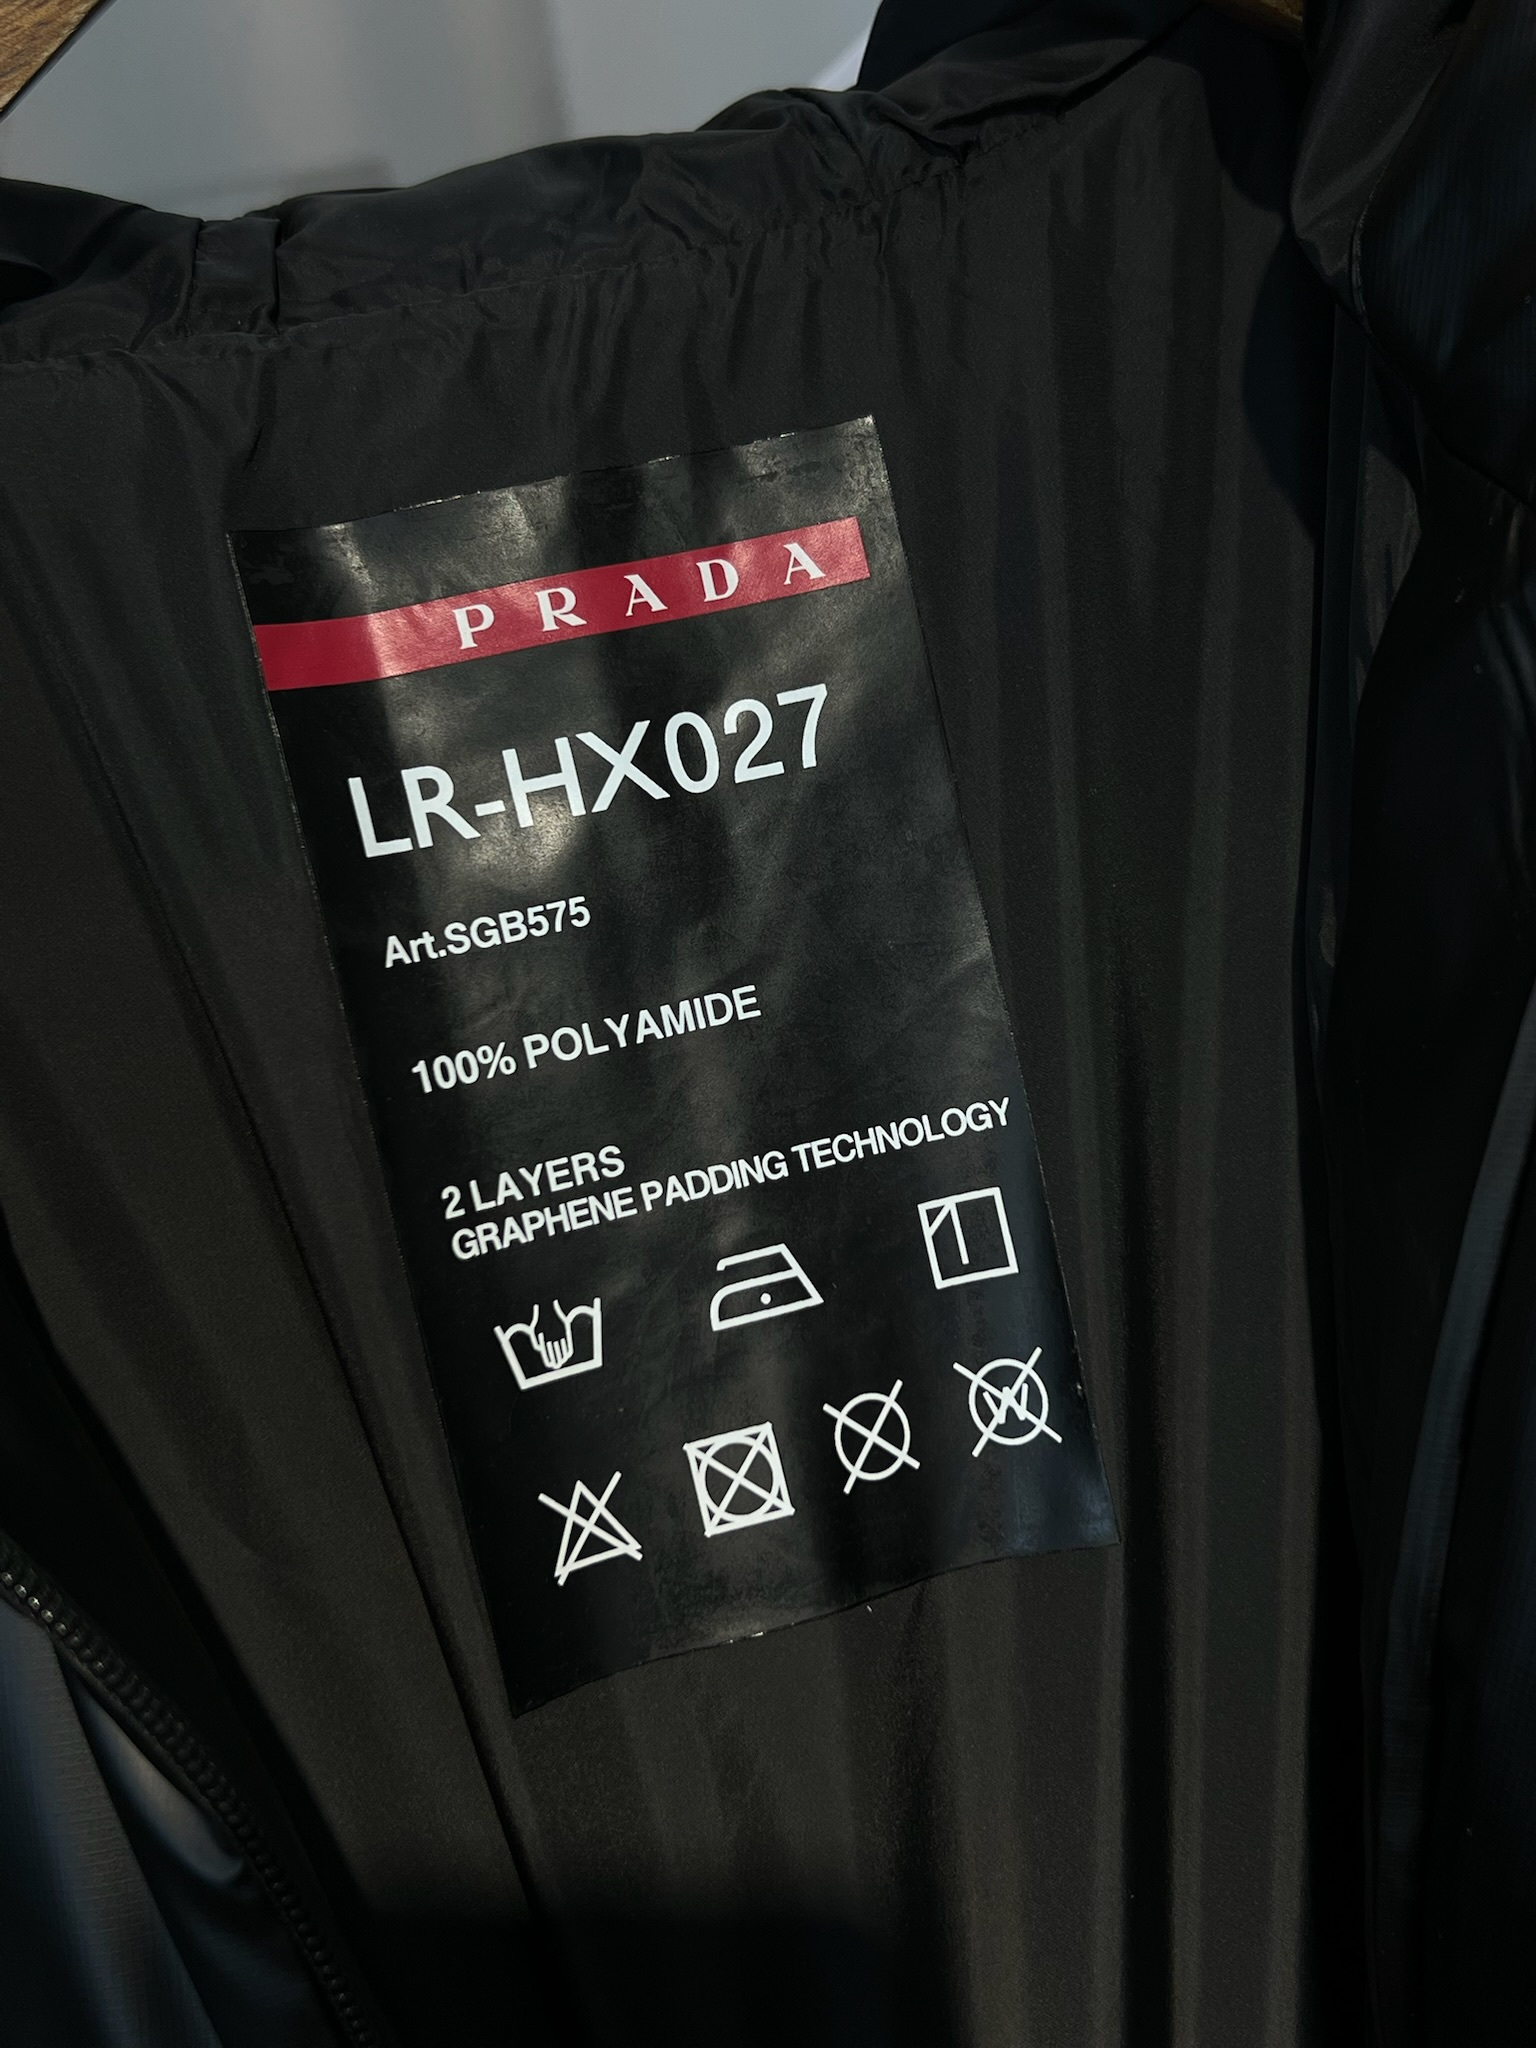 PRADA
LR-HX027
Art.SGB575
100% POLYAMIDE
2 LAYERS
GRAPHENE PADDING TECHNOLOGY
W